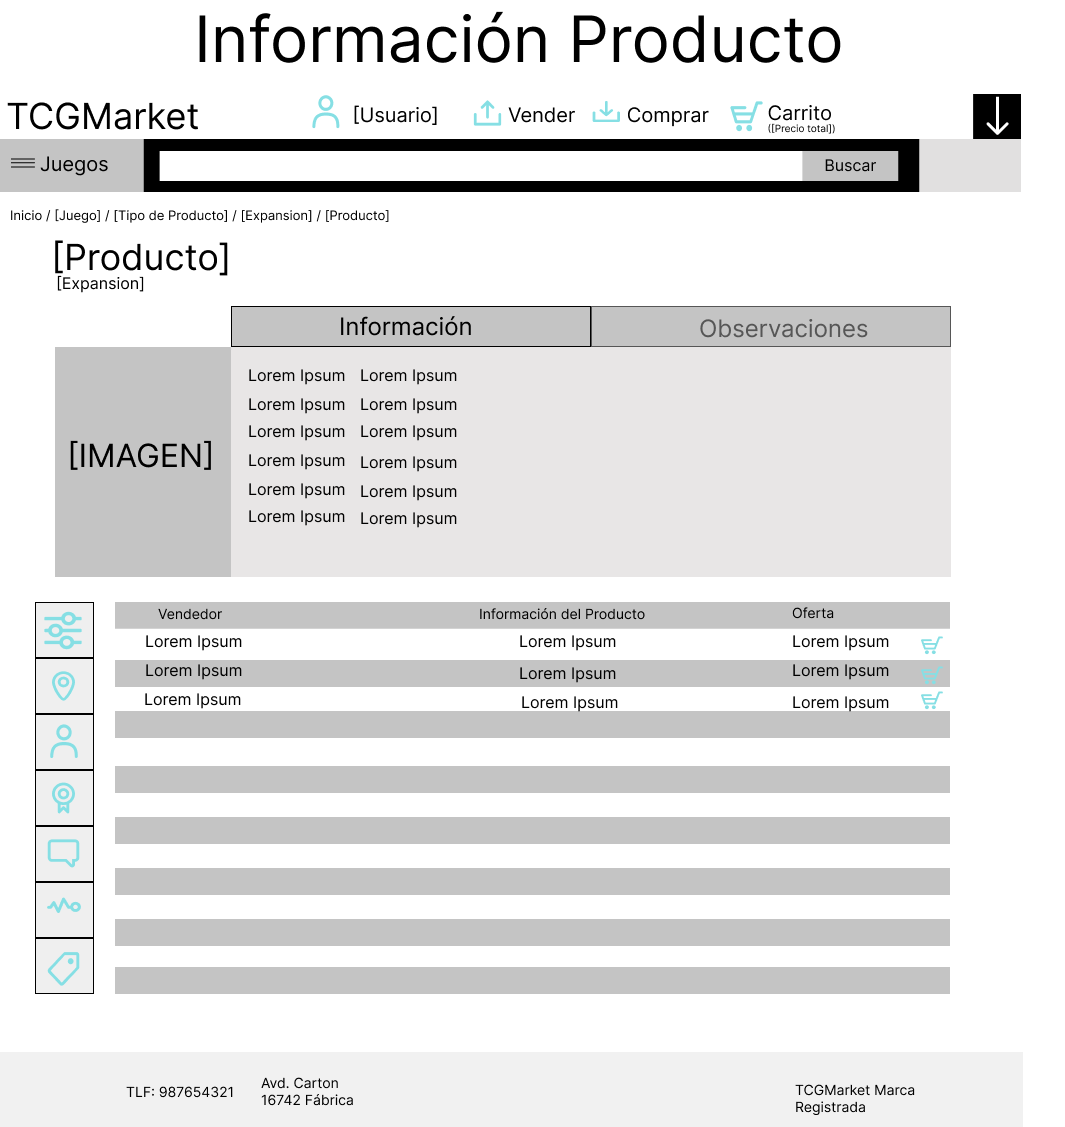 Información Producto
TCGMarket
[Usuario]
Vender
Comprar
Carrito
([Precio total])
Juegos
Buscar
Inicio / [Juego] / [Tipo de Producto] / [Expansion] / [Producto]
[Producto]
[Expansion]
Información
Observaciones
[IMAGEN]
Lorem Ipsum Lorem Ipsum
Lorem Ipsum Lorem Ipsum
Lorem Ipsum Lorem Ipsum
Lorem Ipsum Lorem Ipsum
Lorem Ipsum Lorem Ipsum
Lorem Ipsum Lorem Ipsum
Vendedor Información del Producto Oferta
Lorem Ipsum Lorem Ipsum Lorem Ipsum
Lorem Ipsum Lorem Ipsum Lorem Ipsum
Lorem Ipsum Lorem Ipsum Lorem Ipsum
TLF: 987654321
Avd. Carton
16742 Fábrica
TCGMarket Marca
Registrada